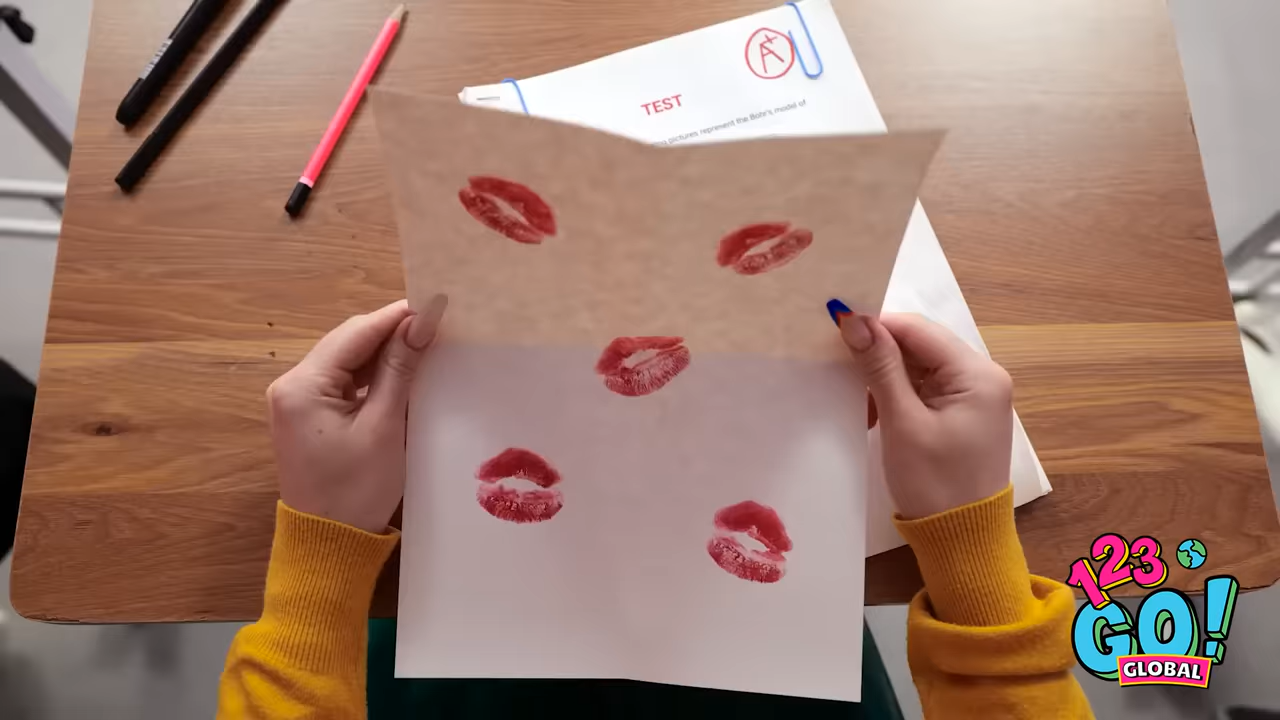 A+
TEST
pictures represent the Bohr's model of
123
GO!
GLOBAL